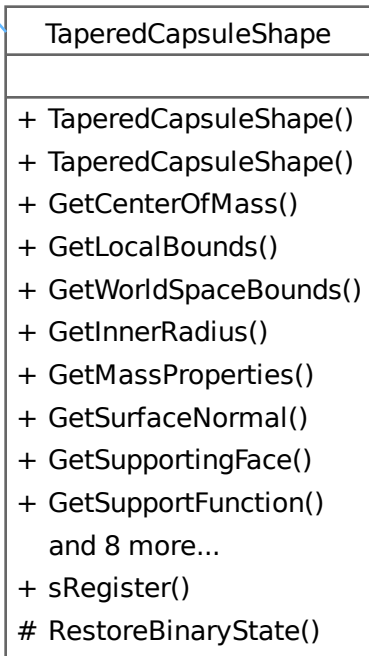 TaperedCapsuleShape
+ TaperedCapsuleShape()
+ TaperedCapsuleShape()
+ GetCenterOfMass()
+ GetLocalBounds()
+ GetWorldSpaceBounds()
+ GetInnerRadius()
+ GetMassProperties()
+ GetSurfaceNormal()
+ GetSupportingFace()
+ GetSupportFunction()
and 8 more...
+ sRegister()
# RestoreBinaryState()